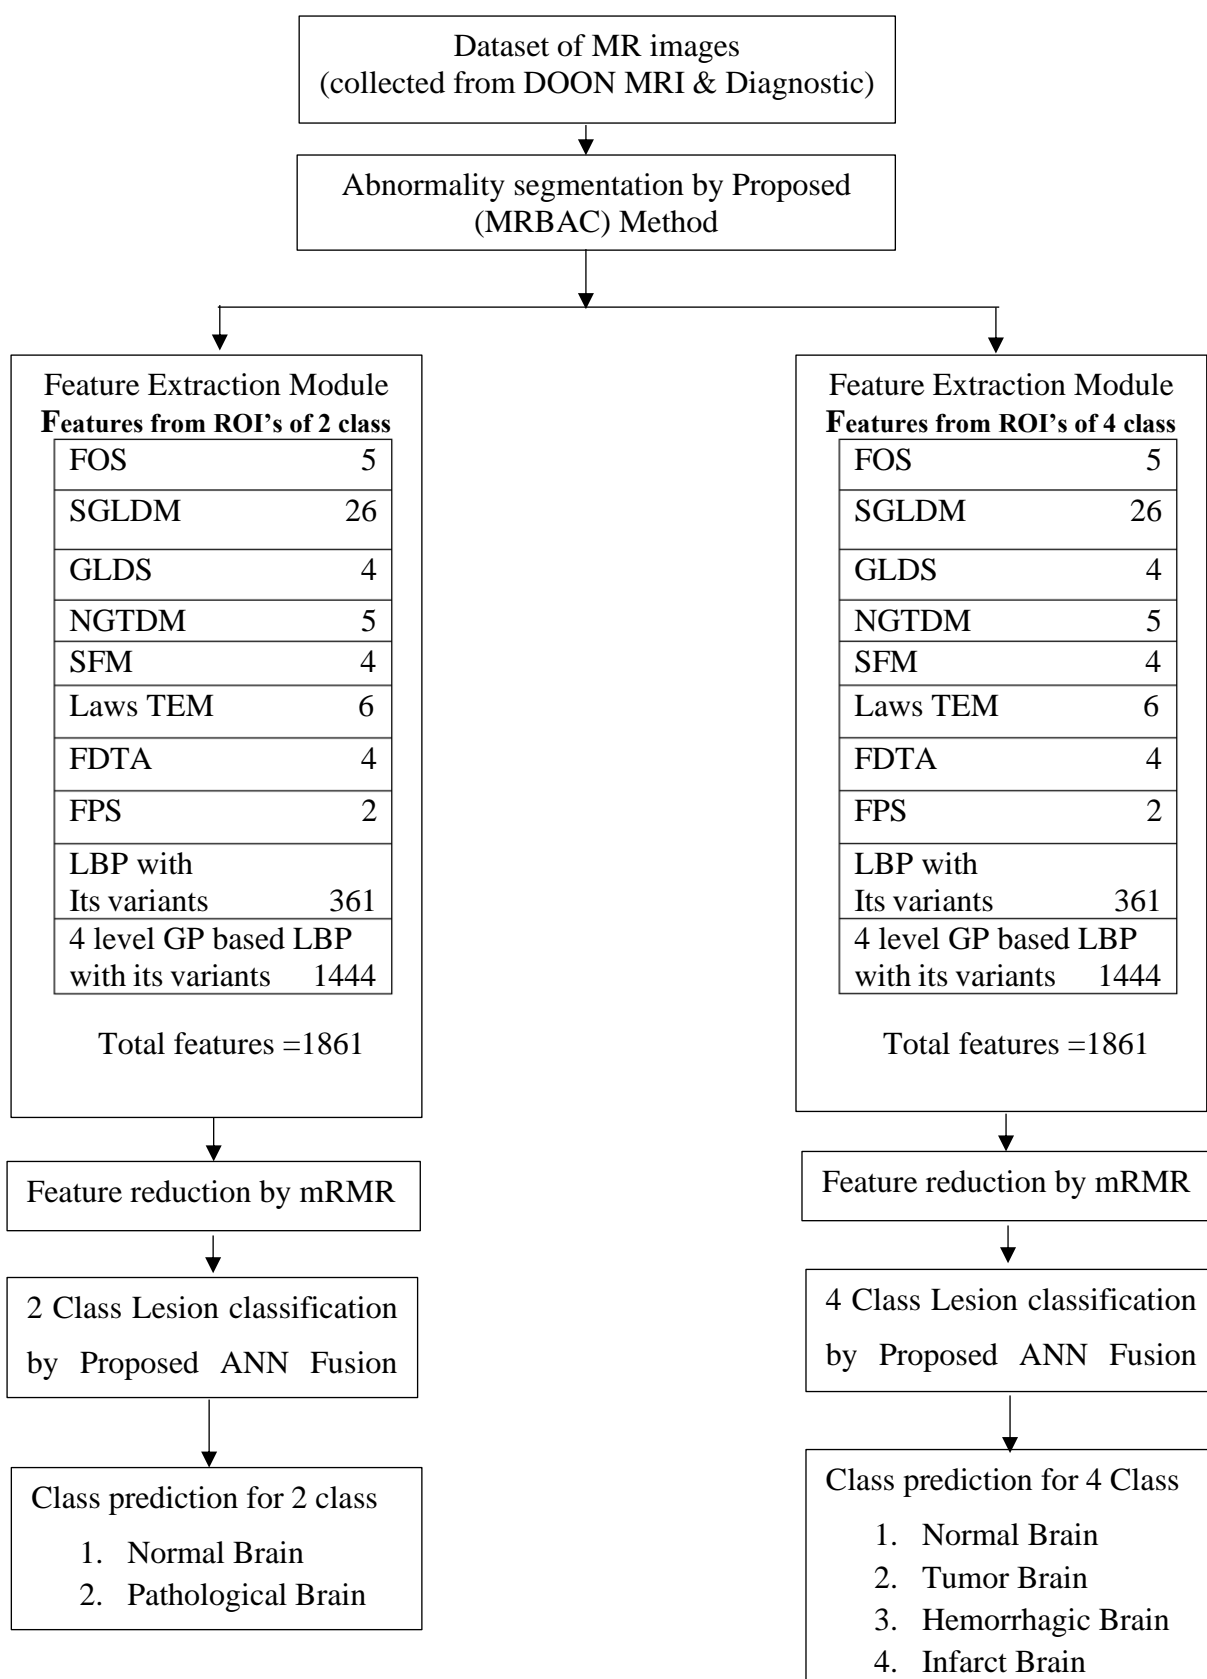 Dataset of MR images
(collected from DOON MRI & Diagnostic)
Abnormality segmentation by Proposed
(MRBAC) Method
Feature Extraction Module
Features from ROI's of 2 class
FOS 5
SGLDM 26
GLDS 4
NGTDM 5
SFM 4
Laws TEM 6
FDTA 4
FPS 2
LBP with
Its variants 361
4 level GP based LBP
with its variants 1444
Total features =1861
Feature reduction by mRMR
2 Class Lesion classification
by Proposed ANN Fusion
Class prediction for 2 class
1. Normal Brain
2. Pathological Brain
Feature Extraction Module
Features from ROI's of 4 class
FOS 5
SGLDM 26
GLDS 4
NGTDM 5
SFM 4
Laws TEM 6
FDTA 4
FPS 2
LBP with
Its variants 361
4 level GP based LBP
with its variants 1444
Total features =1861
Feature reduction by mRMR
4 Class Lesion classification
by Proposed ANN Fusion
Class prediction for 4 Class
1. Normal Brain
2. Tumor Brain
3. Hemorrhagic Brain
4. Infarct Brain